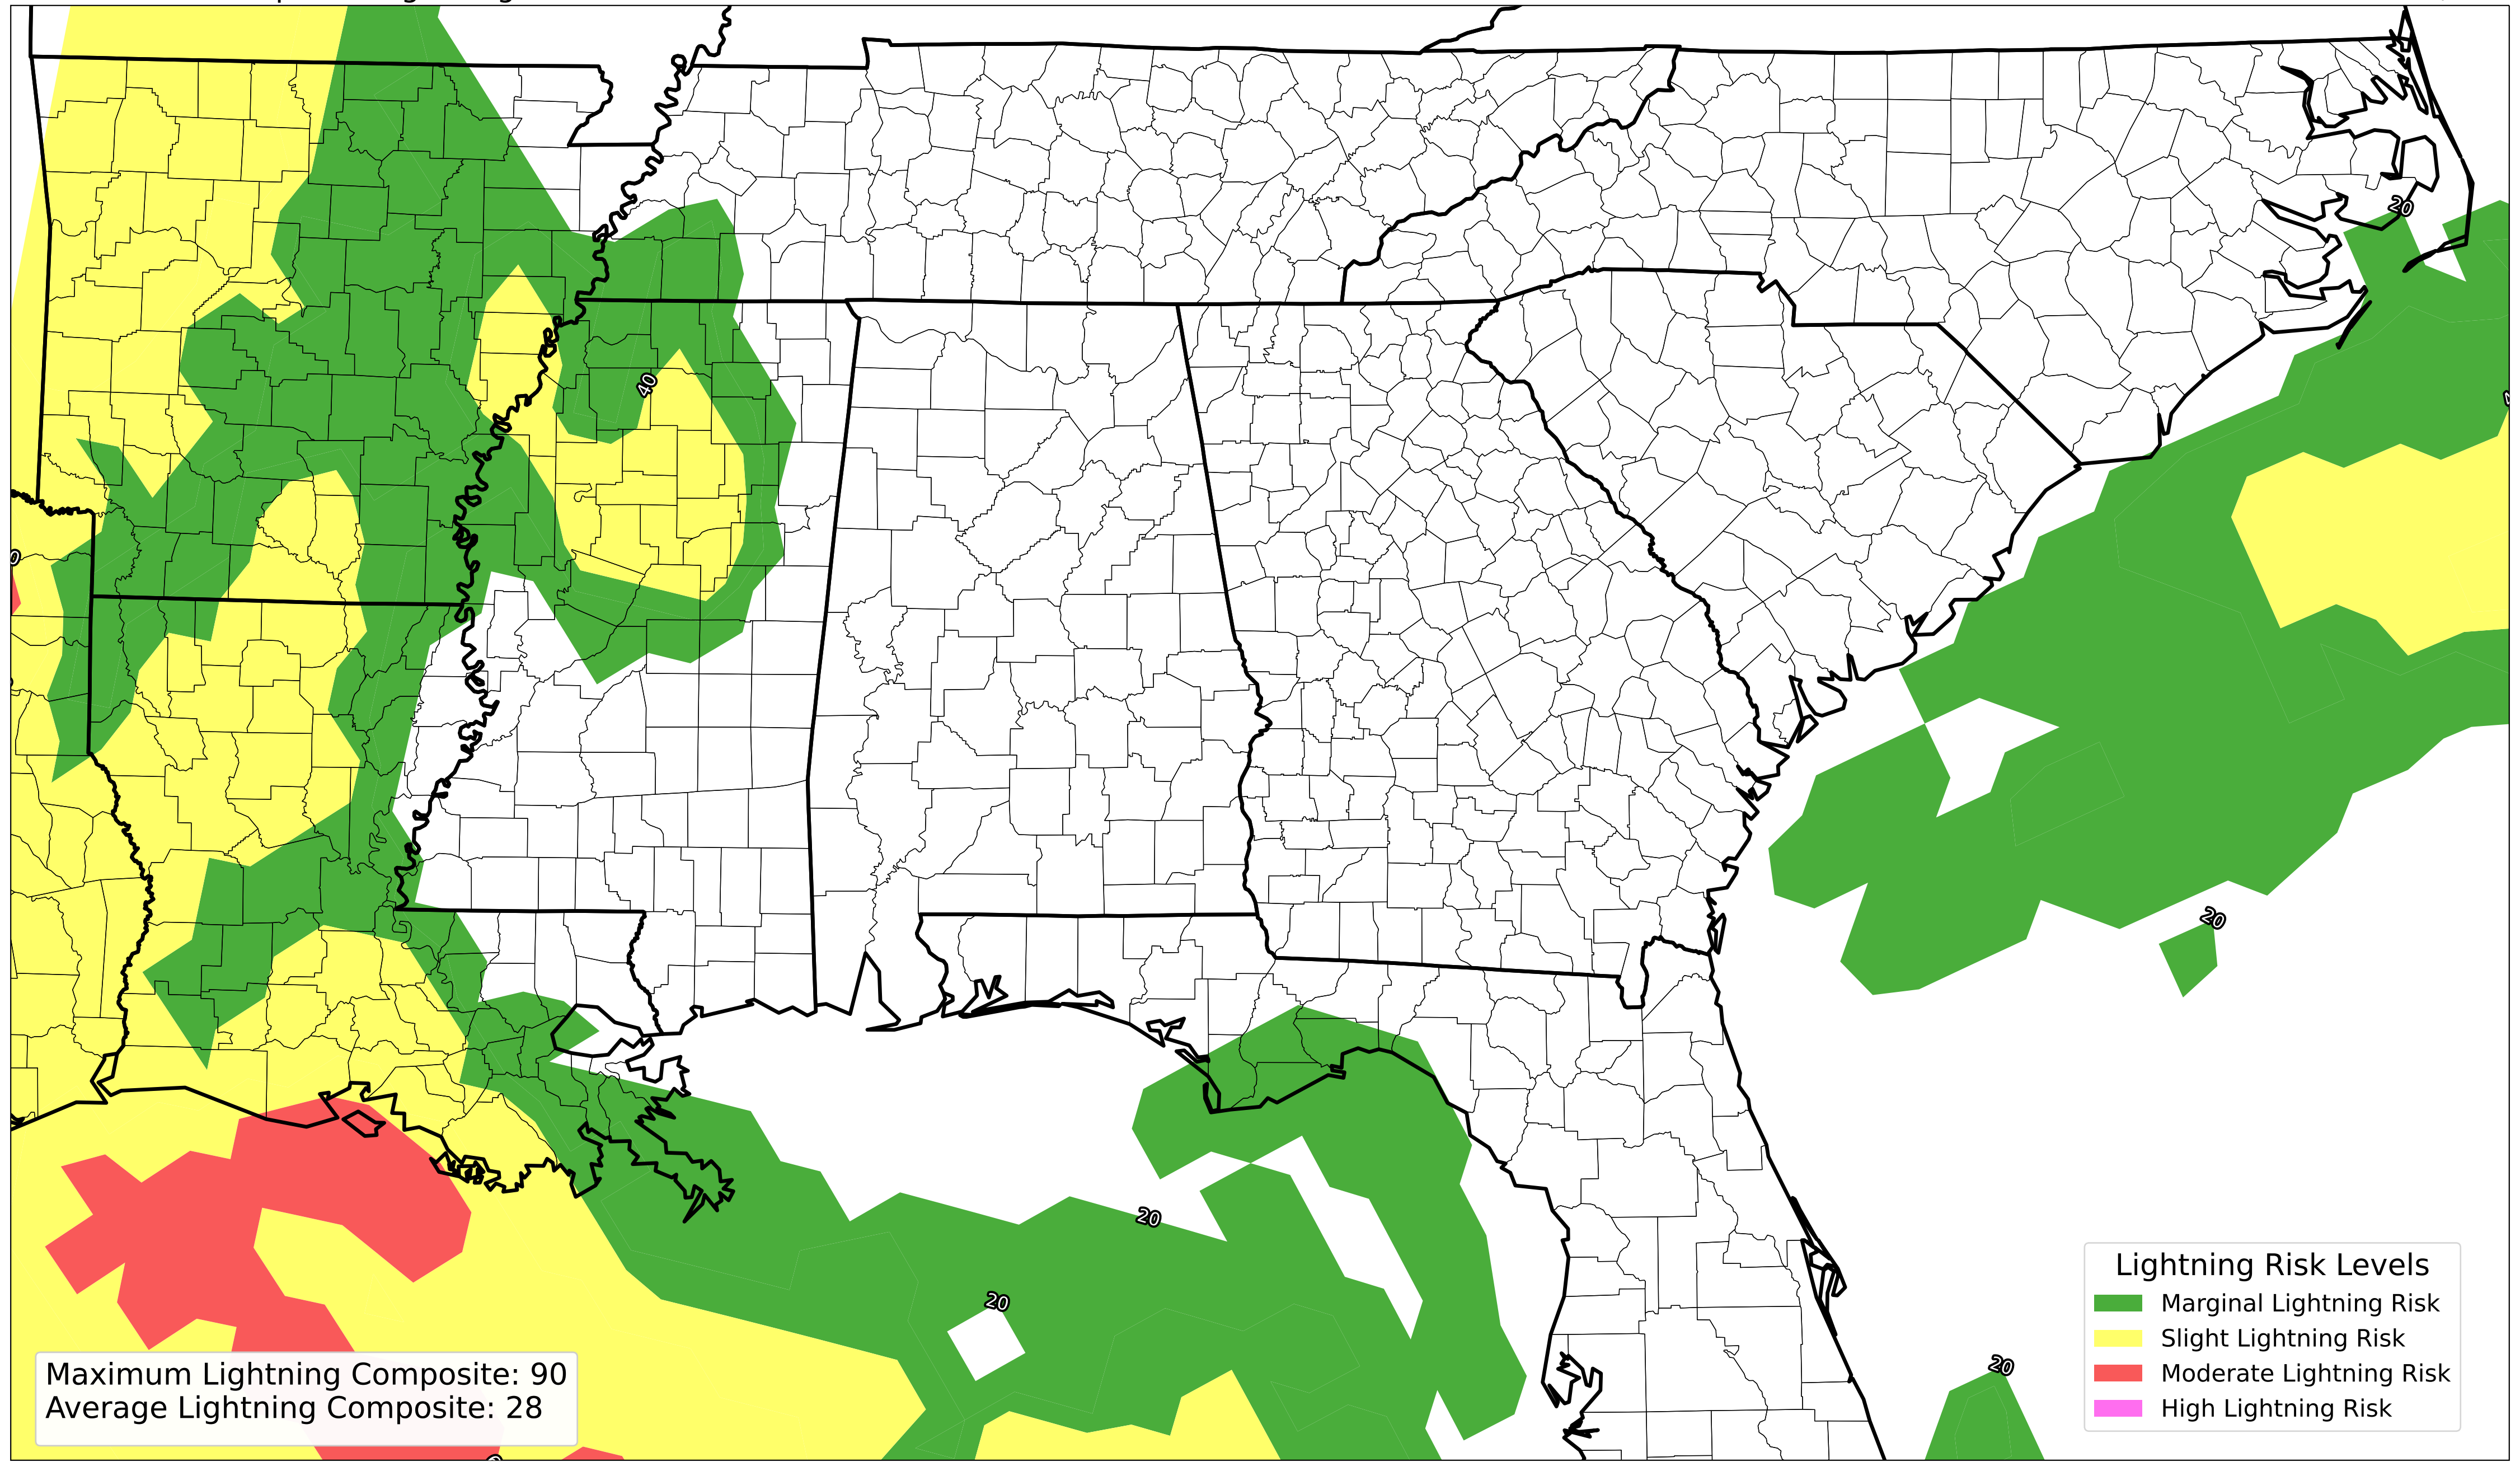 20
40
20
20
20
20
Maximum Lightning Composite: 90
Average Lightning Composite: 28
Lightning Risk Levels
Marginal Lightning Risk
Slight Lightning Risk
Moderate Lightning Risk
High Lightning Risk